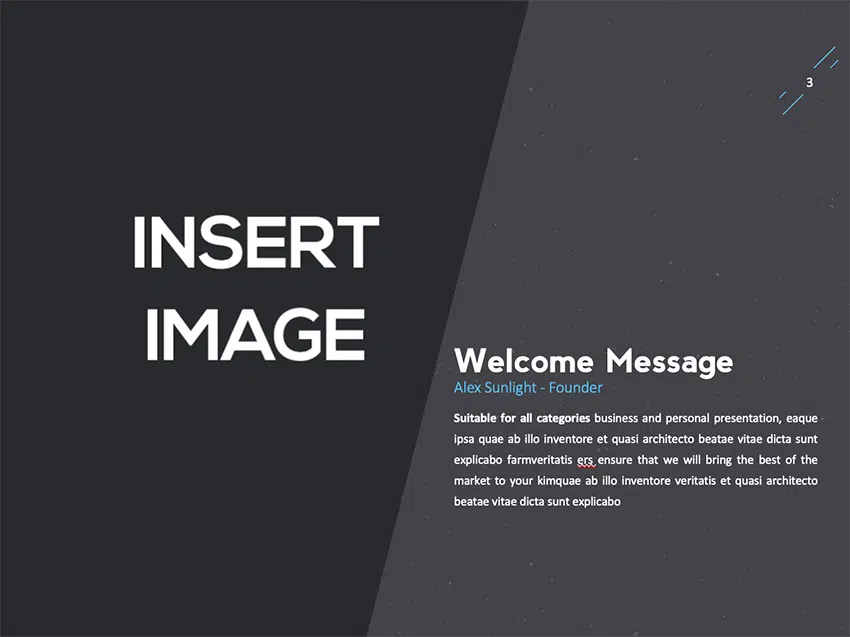 3
INSERT
IMAGE
Welcome Message
Alex Sunlight - Founder
Suitable for all categories business and personal presentation, eaque
ipsa quae ab illo inventore et quasi architecto beatae vitae dicta sunt
explicabo farmveritatis ers ensure that we will bring the best of the
market to your kimquae ab illo inventore veritatis et quasi architecto
beatae vitae dicta sunt explicabo